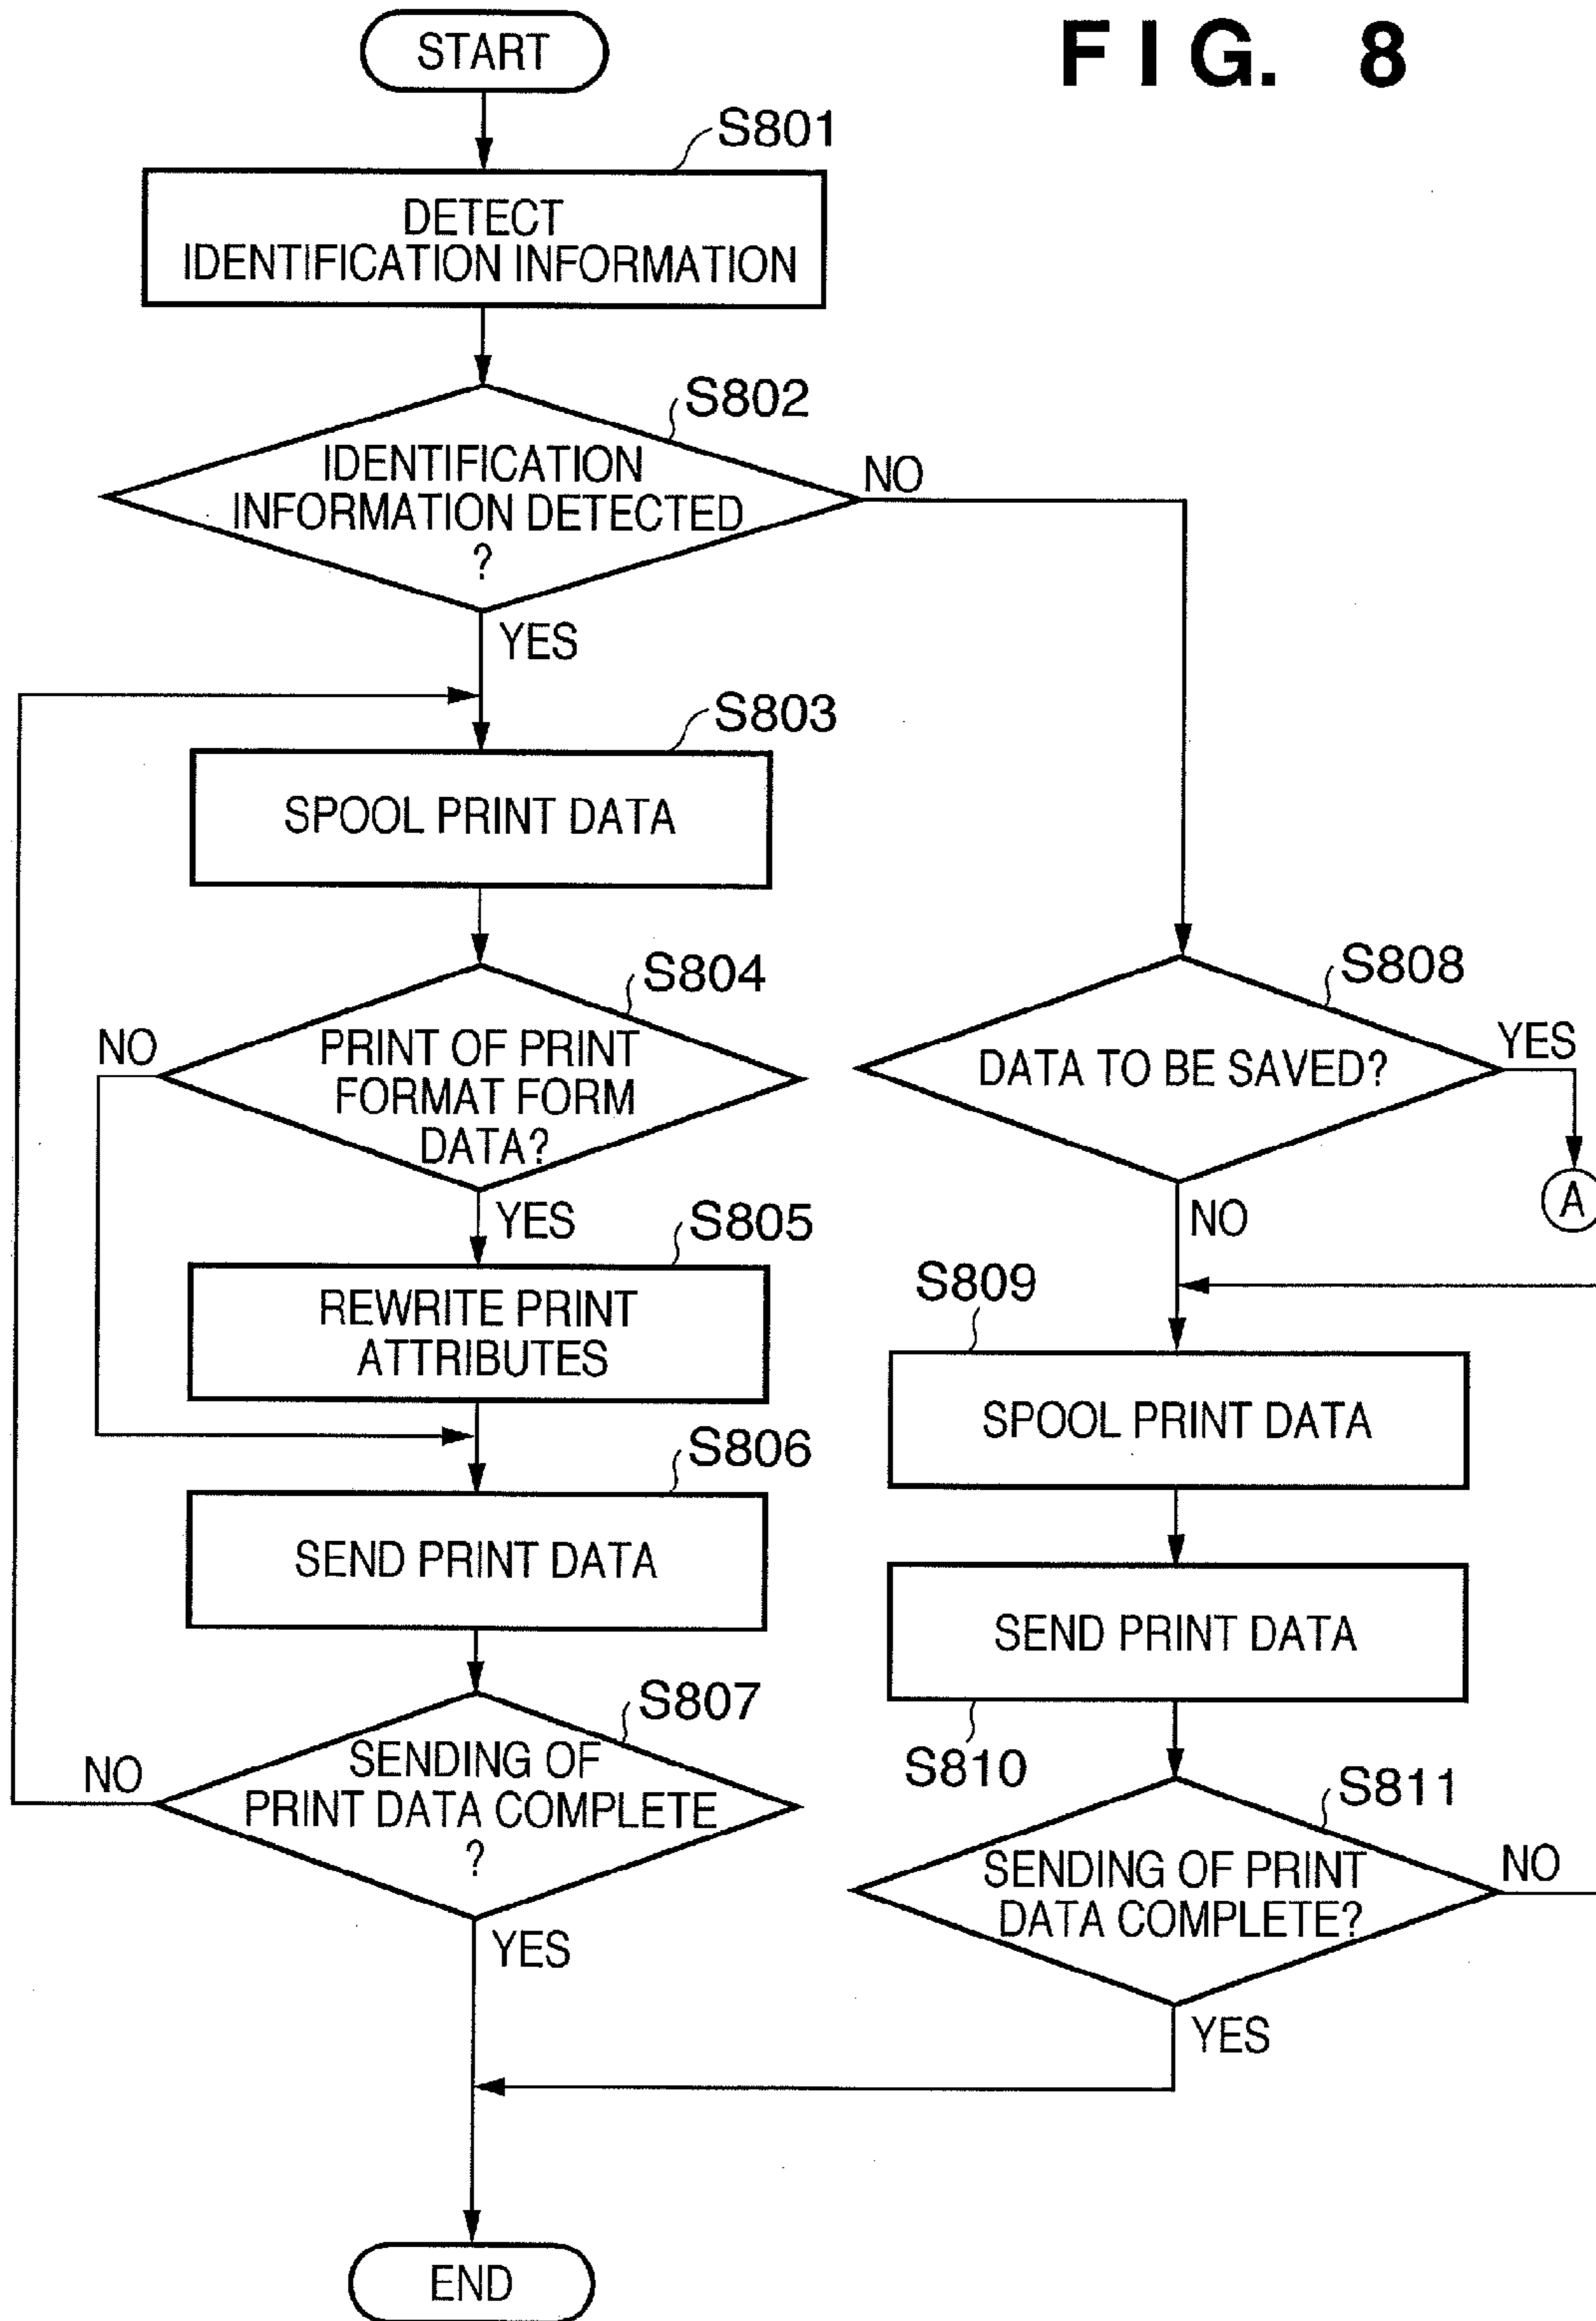 FIG. 8
START
S801
DETECT
IDENTIFICATION INFORMATION
S802
IDENTIFICATION
INFORMATION DETECTED
?
NO
YES
S803
SPOOL PRINT DATA
S804
PRINT OF PRINT
FORMAT FORM
DATA?
NO
YES
S805
REWRITE PRINT
ATTRIBUTES
S806
SEND PRINT DATA
S807
SENDING OF
PRINT DATA COMPLETE
?
NO
YES
S808
DATA TO BE SAVED?
YES
A
NO
S809
SPOOL PRINT DATA
SEND PRINT DATA
S810
S811
SENDING OF PRINT
DATA COMPLETE?
NO
YES
END